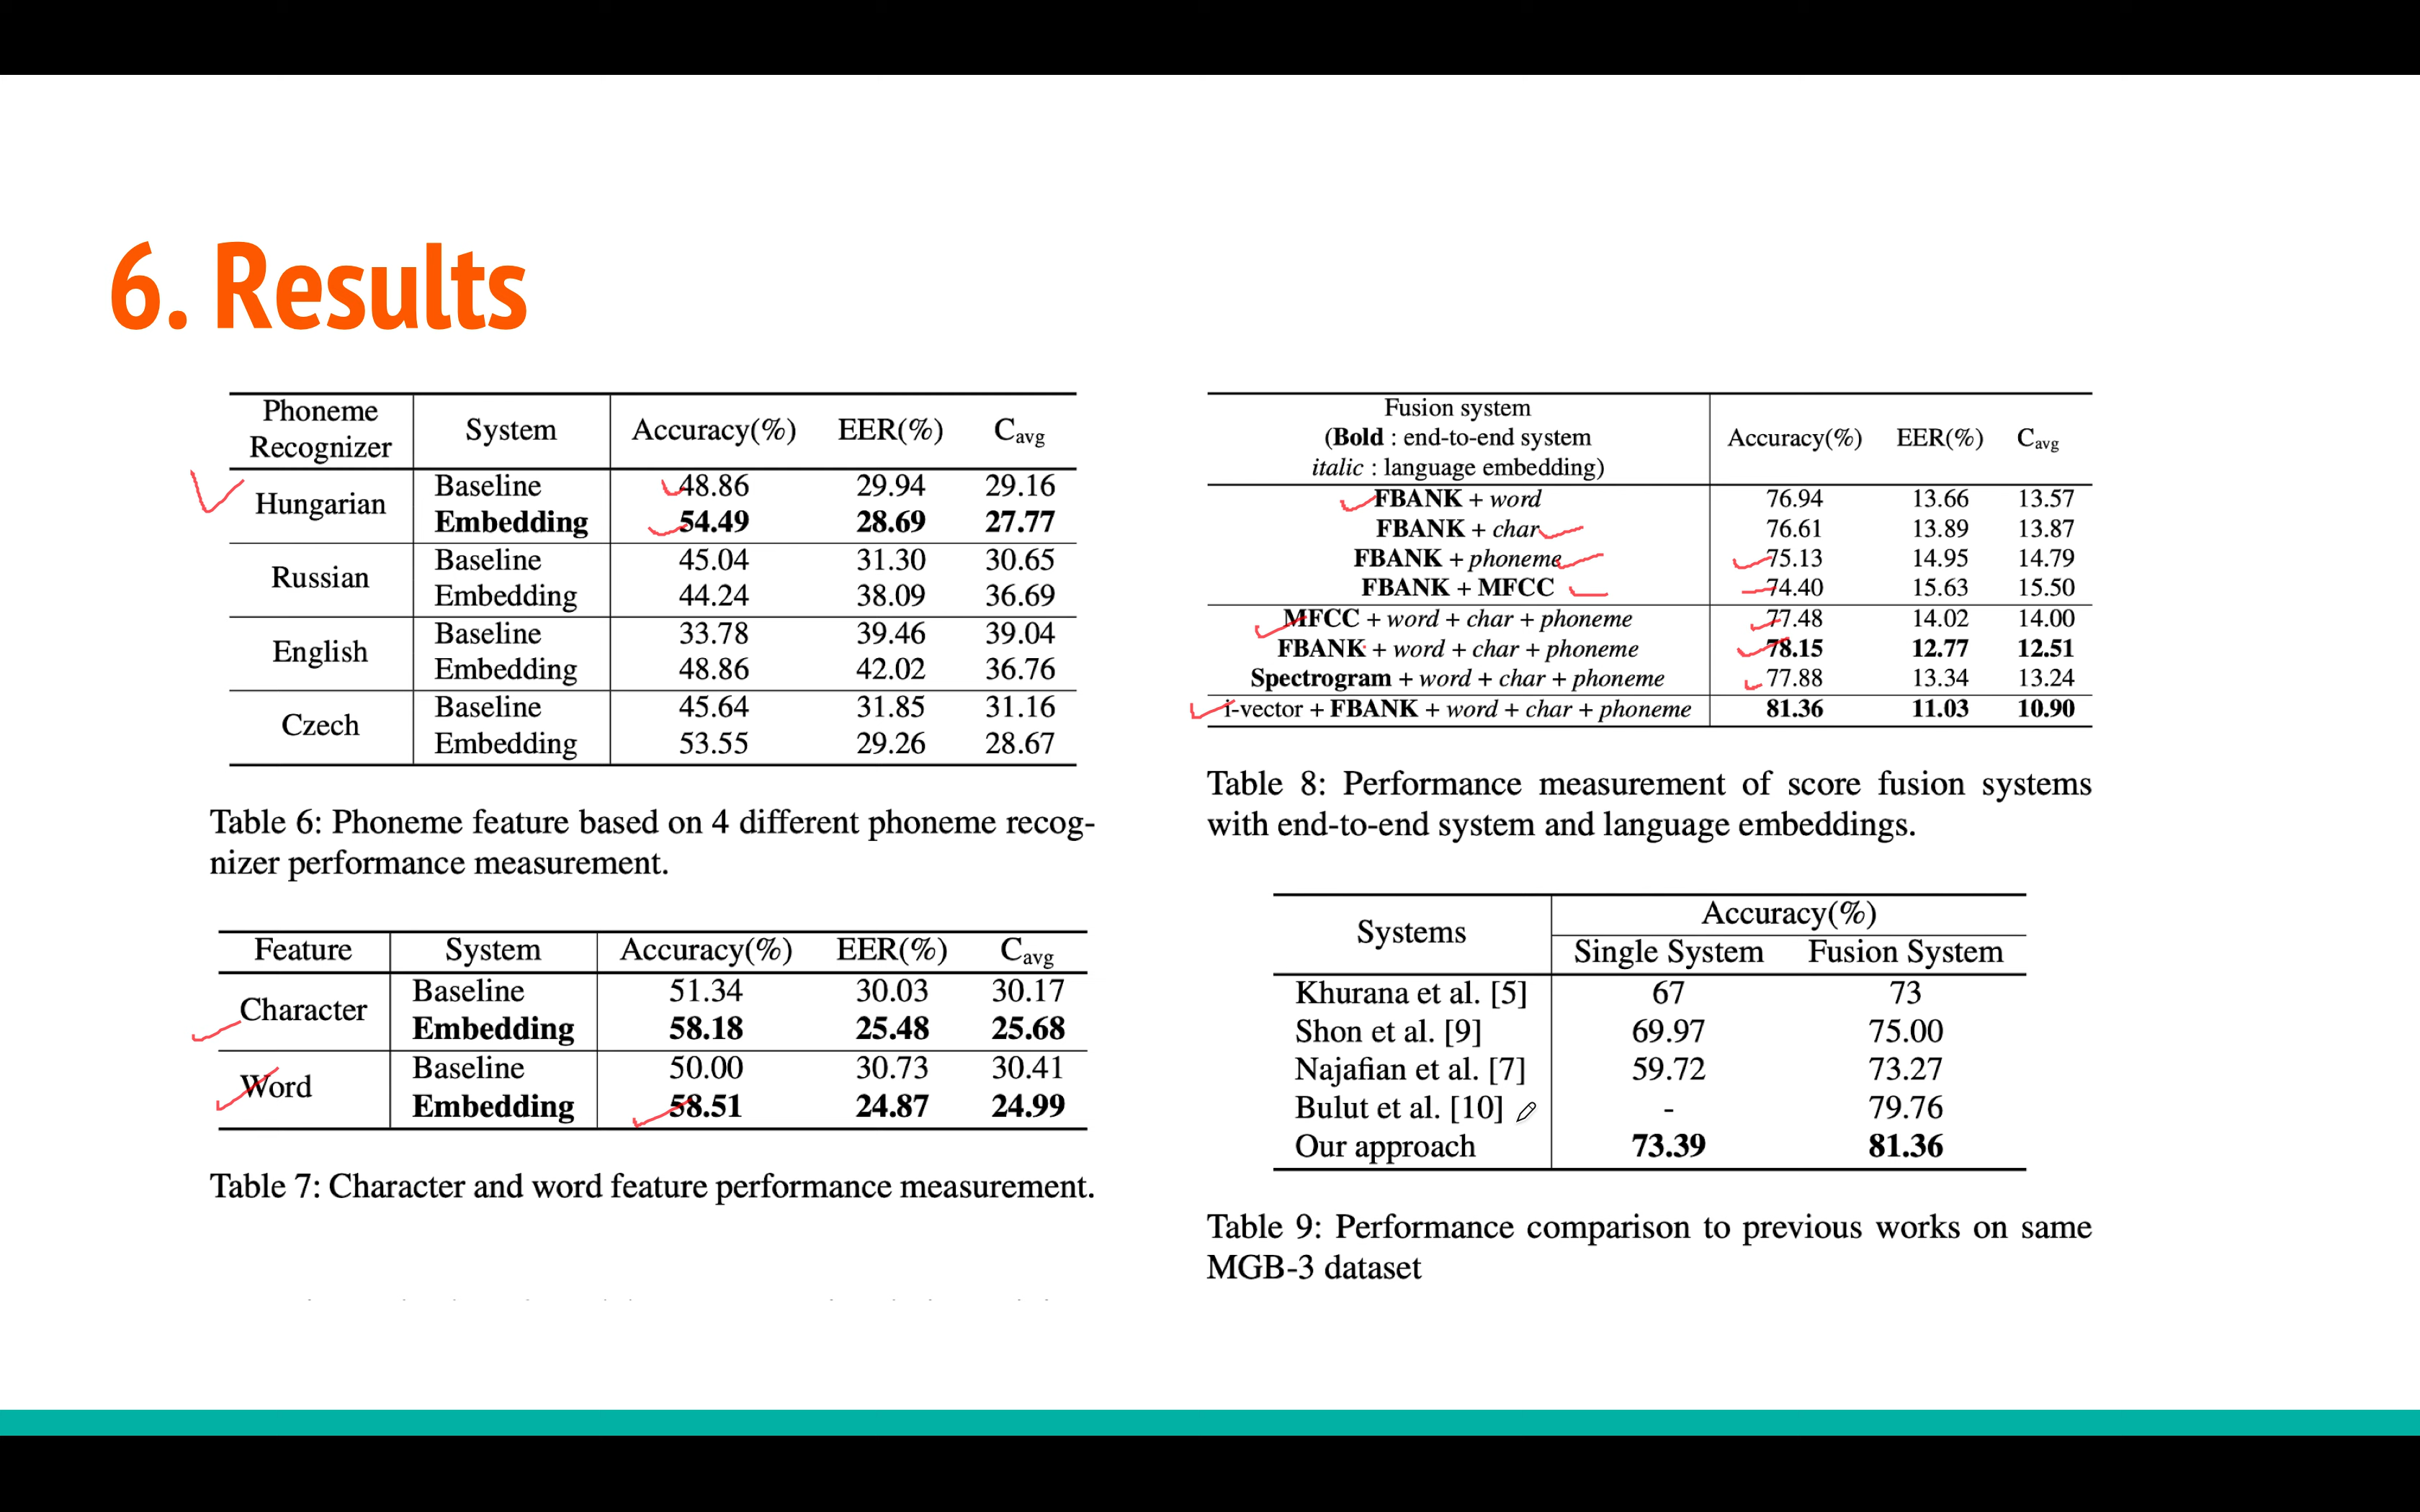 6. Results
Phoneme Recognizer | System | Accuracy(%) | EER(%) | Cavg
Hungarian | Baseline | 48.86 | 29.94 | 29.16
Embedding | 54.49 | 28.69 | 27.77
Russian | Baseline | 45.04 | 31.30 | 30.65
Embedding | 44.24 | 38.09 | 36.69
English | Baseline | 33.78 | 39.46 | 39.04
Embedding | 48.86 | 42.02 | 36.76
Czech | Baseline | 45.64 | 31.85 | 31.16
Embedding | 53.55 | 29.26 | 28.67
Table 6: Phoneme feature based on 4 different phoneme recog-
nizer performance measurement.
Feature | System | Accuracy(%) | EER(%) | Cavg
Character | Baseline | 51.34 | 30.03 | 30.17
Embedding | 58.18 | 25.48 | 25.68
Word | Baseline | 50.00 | 30.73 | 30.41
Embedding | 58.51 | 24.87 | 24.99
Table 7: Character and word feature performance measurement.
Fusion system
(Bold : end-to-end system
italic : language embedding) | Accuracy(%) | EER(%) | Cavg
FBANK + word | 76.94 | 13.66 | 13.57
FBANK + char | 76.61 | 13.89 | 13.87
FBANK + phoneme | 75.13 | 14.95 | 14.79
FBANK + MFCC | 74.40 | 15.63 | 15.50
MFCC + word + char + phoneme | 77.48 | 14.02 | 14.00
FBANK + word + char + phoneme | 78.15 | 12.77 | 12.51
Spectrogram + word + char + phoneme | 77.88 | 13.34 | 13.24
i-vector + FBANK + word + char + phoneme | 81.36 | 11.03 | 10.90
Table 8: Performance measurement of score fusion systems
with end-to-end system and language embeddings.
Systems | Accuracy(%)
Single System | Fusion System
Khurana et al. [5] | 67 | 73
Shon et al. [9] | 69.97 | 75.00
Najafian et al. [7] | 59.72 | 73.27
Bulut et al. [10] | - | 79.76
Our approach | 73.39 | 81.36
Table 9: Performance comparison to previous works on same
MGB-3 dataset